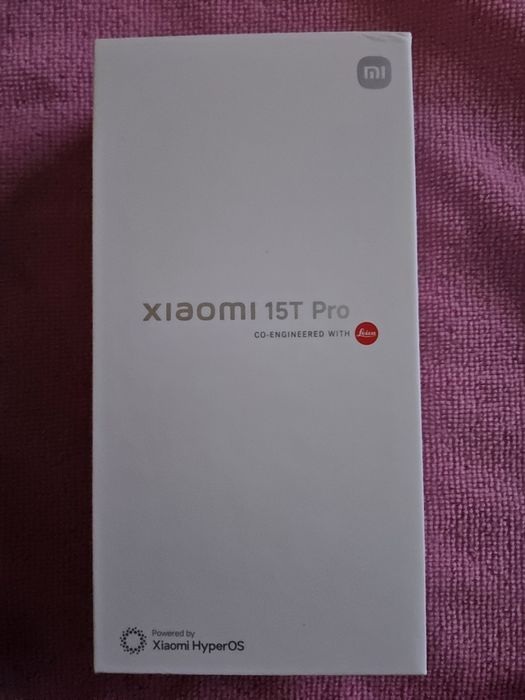 mi
xiaomi 15T Pro
CO-ENGINEERED WITH Leica
Powered by
Xiaomi HyperOS